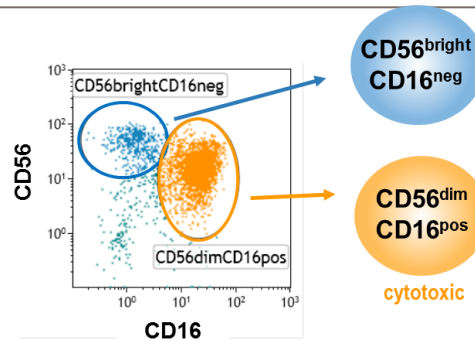 CD56brightCD16neg
CD56dimCD16pos
CD56
CD16
10³
10²
10¹
10⁰
10⁰
10¹
10²
10³
CD56bright
CD16neg
CD56dim
CD16pos
cytotoxic